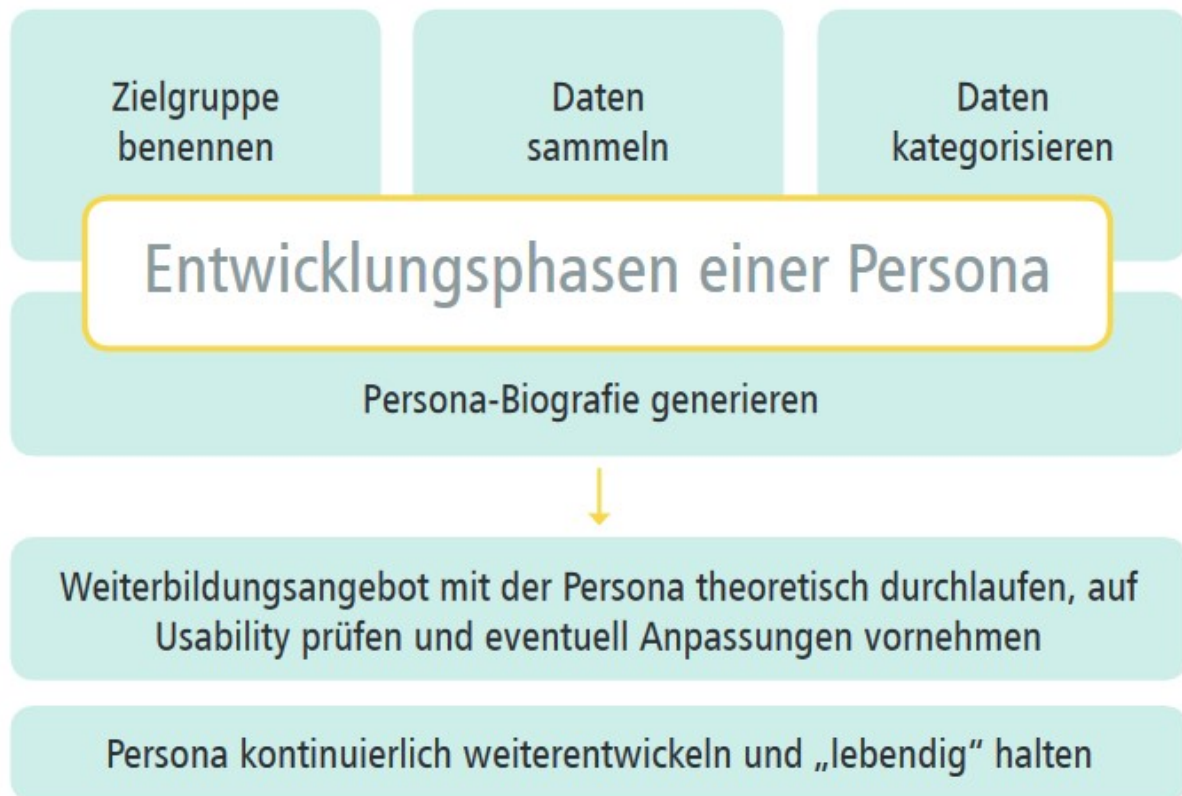 Zielgruppe
benennen
Daten
sammeln
Daten
kategorisieren
Entwicklungsphasen einer Persona
Persona-Biografie generieren
Weiterbildungsangebot mit der Persona theoretisch durchlaufen, auf
Usability prüfen und eventuell Anpassungen vornehmen
Persona kontinuierlich weiterentwickeln und „lebendig“ halten